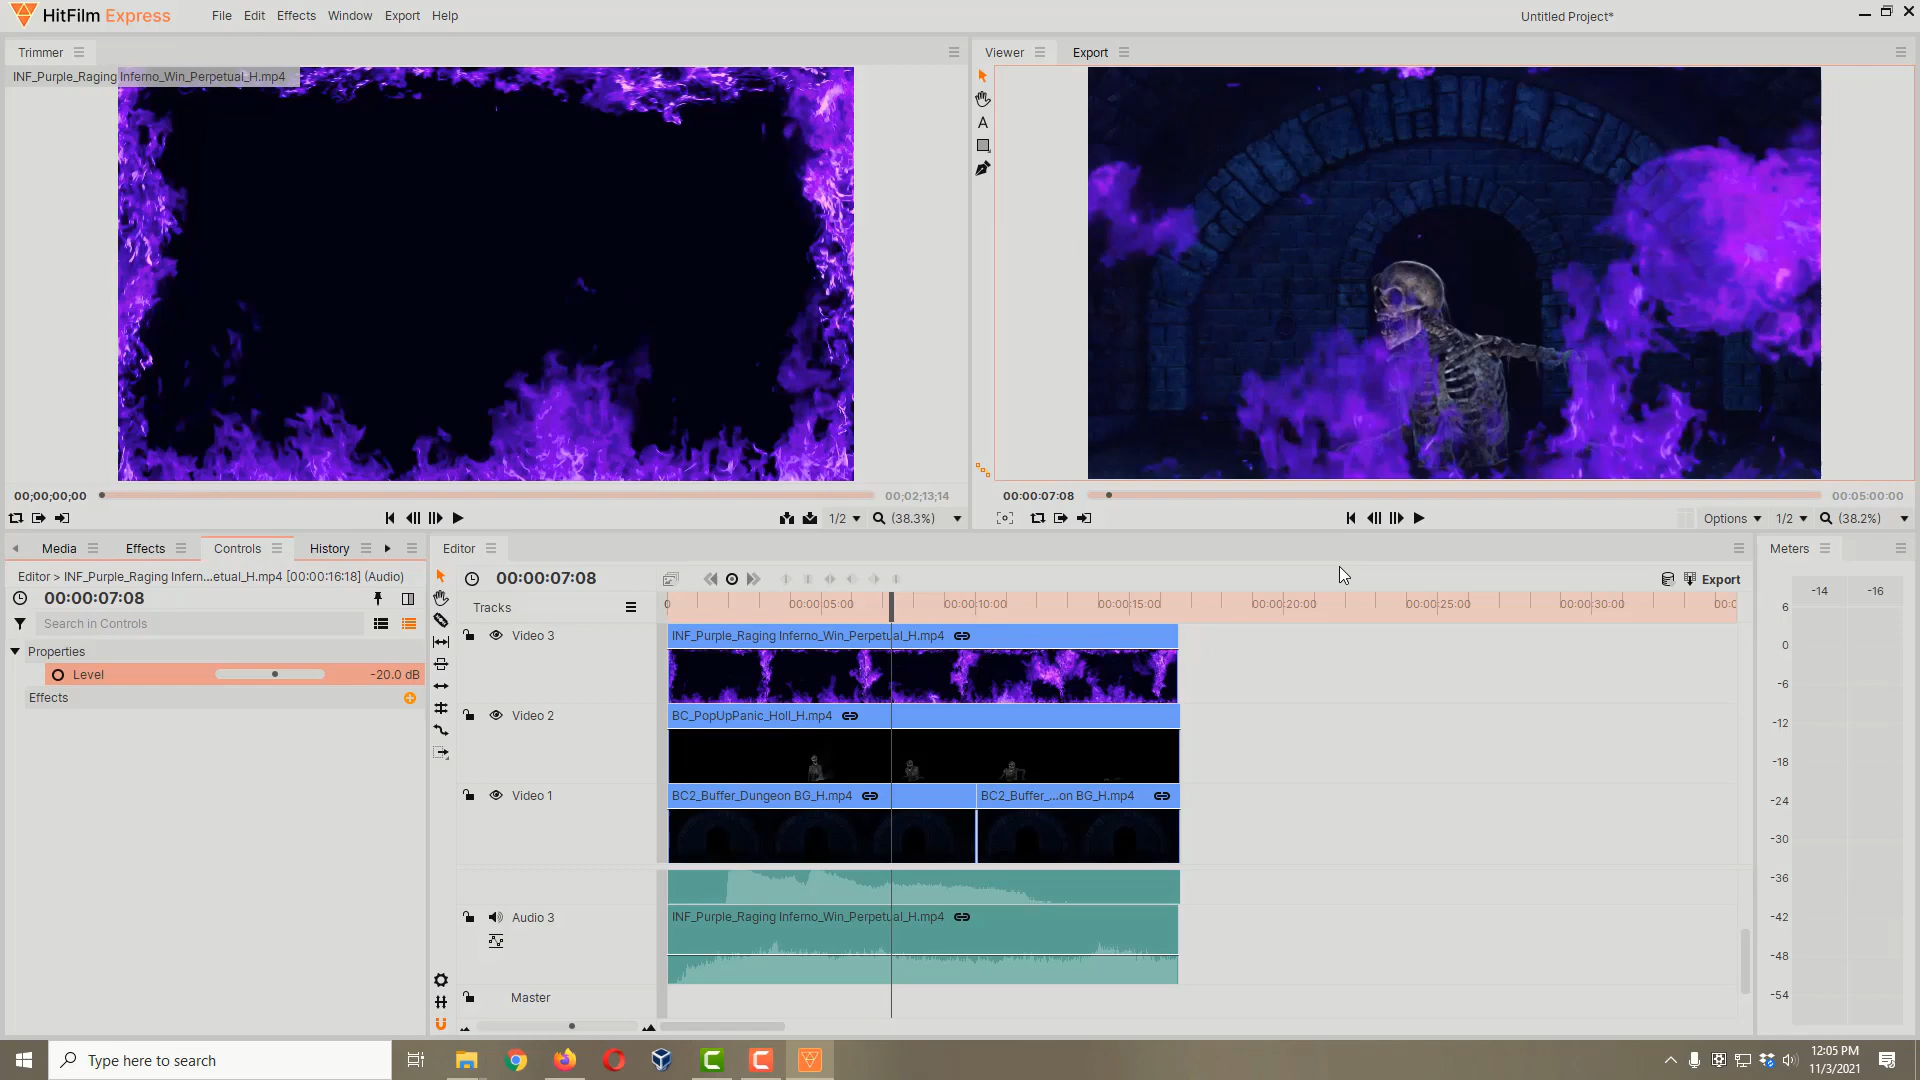 HitFilm Express
File Edit Effects Window Export Help
Untitled Project*
Trimmer
Viewer Export
INF_Purple_Raging Inferno_Win_Perpetual_H.mp4
A
00;00;00;00
00;02;13;14
00:00:07:08
00:05:00:00
1/2 (38.3%)
Options 1/2 (38.2%)
Media Effects Controls History
Editor
Meters
Editor > INF_Purple_Raging Infern...etual_H.mp4 [00:00:16:18] (Audio)
00:00:07:08
00:00:07:08
Export
Search in Controls
Properties
Level -20.0 dB
Effects
Tracks
0 00:00:05:00 00:00:10:00 00:00:15:00 00:00:20:00 00:00:25:00 00:00:30:00 00:0
Video 3 INF_Purple_Raging Inferno_Win_Perpetual_H.mp4
Video 2 BC_PopUpPanic_Holl_H.mp4
Video 1 BC2_Buffer_Dungeon BG_H.mp4 BC2_Buffer_...on BG_H.mp4
Audio 3 INF_Purple_Raging Inferno_Win_Perpetual_H.mp4
Master
-14 -16
6
0
-6
-12
-18
-24
-30
-36
-42
-48
-54
Type here to search
12:05 PM
11/3/2021